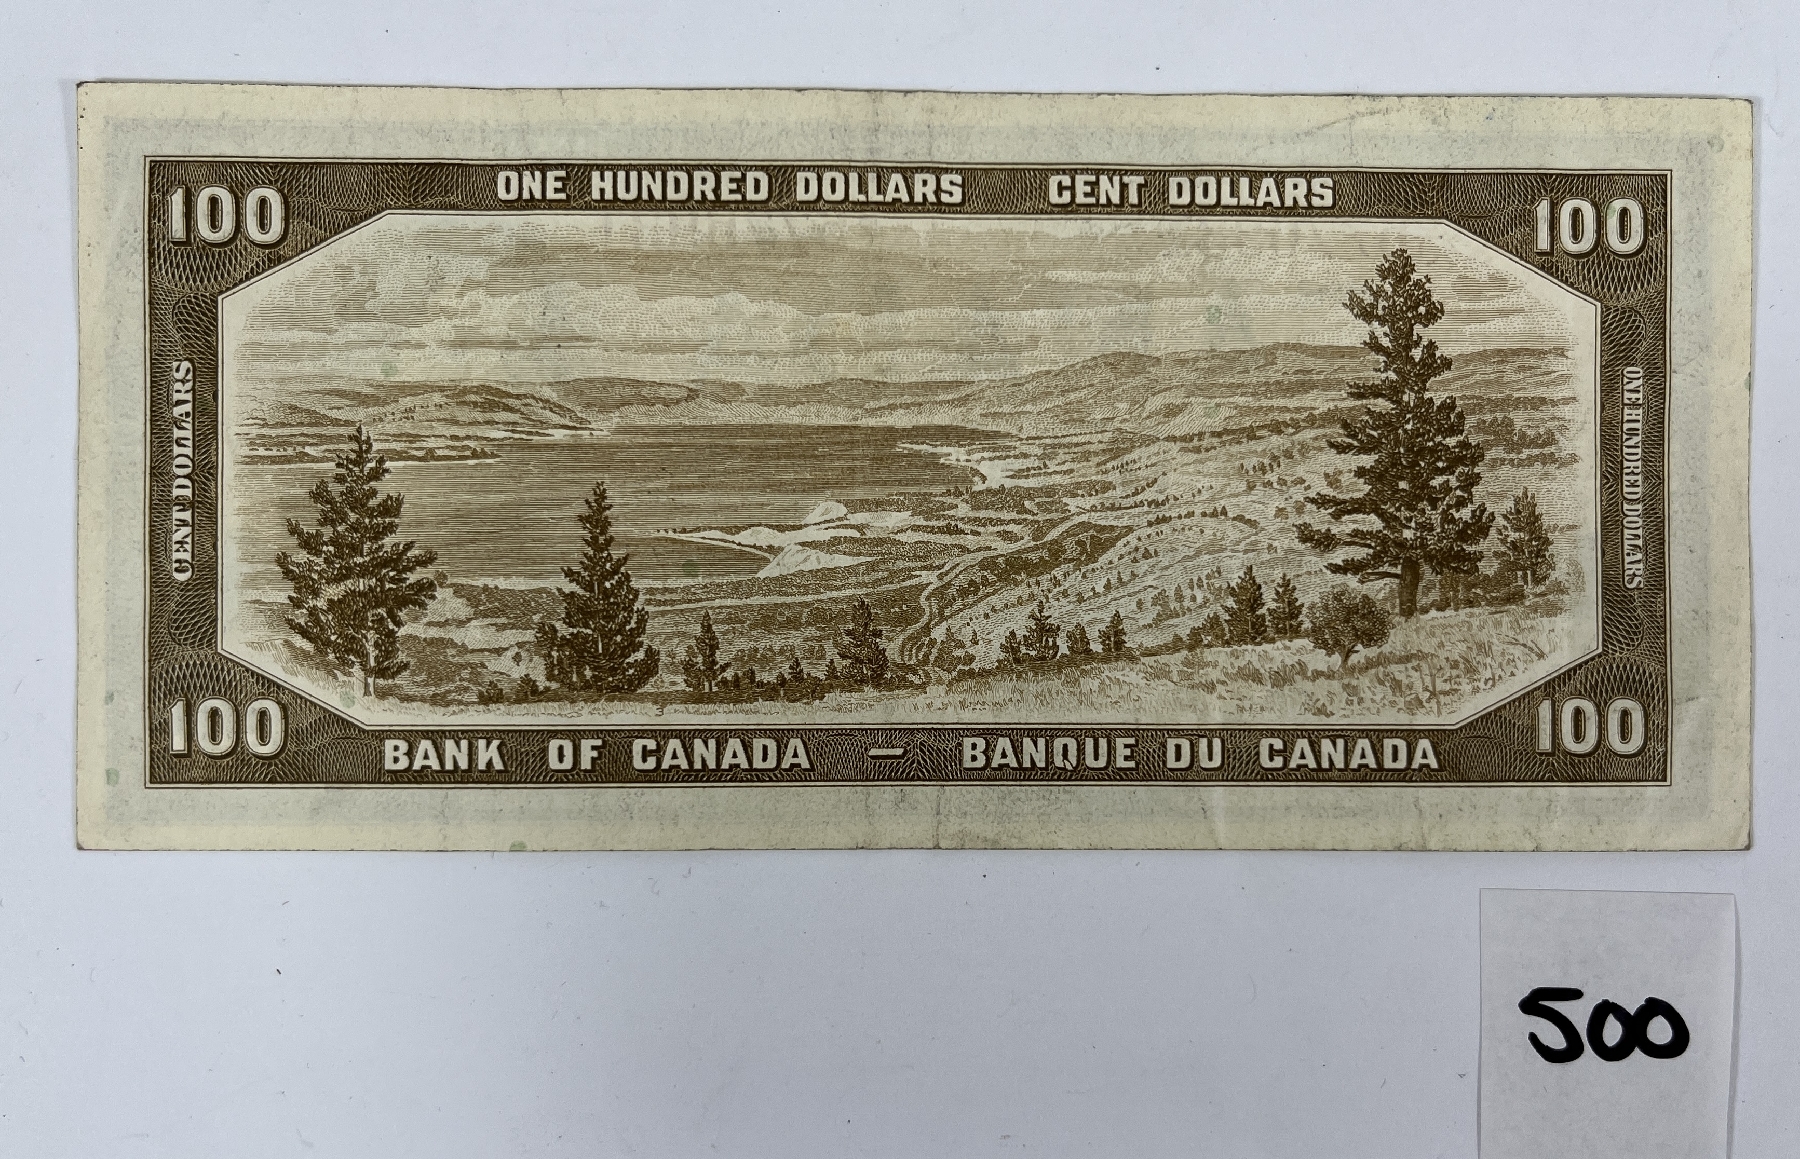 ONE HUNDRED DOLLARS CENT DOLLARS
100
100
CENT DOLLARS
ONE HUNDRED DOLLARS
100
100
BANK OF CANADA — BANQUE DU CANADA
500